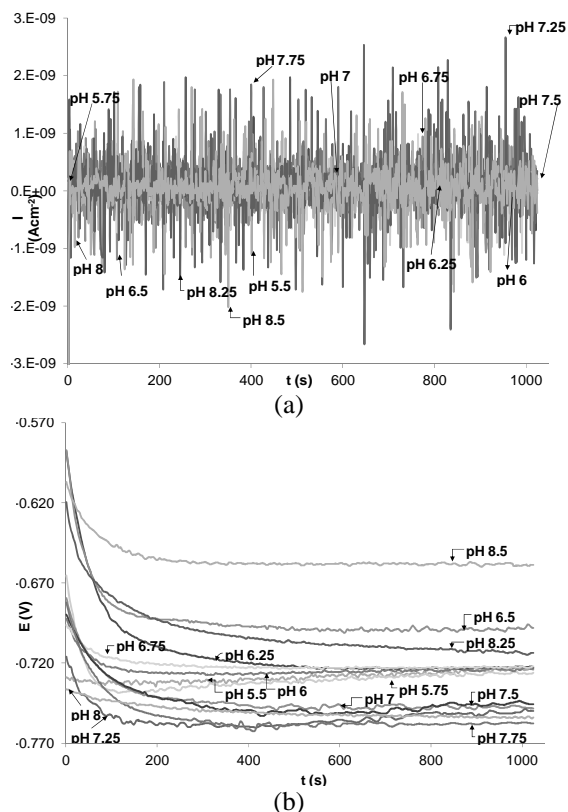 3.E-09
pH 7.25
pH 7.75
2.E-09
pH 7
pH 6.75
pH 7.5
pH 5.75
1.E-09
0.E+00
I
(Acm⁻²)
-1.E-09
pH 8
pH 6.5
pH 8.25
pH 5.5
pH 6.25
pH 6
-2.E-09
pH 8.5
-3.E-09
0 200 400 600 800 1000
t (s)
(a)
-0.570
-0.620
E (V)
-0.670
-0.720
-0.770
pH 8.5
pH 6.5
pH 8.25
pH 6.75
pH 6.25
pH 5.5
pH 6
pH 5.75
pH 7
pH 7.5
pH 8
pH 7.25
pH 7.75
0 200 400 600 800 1000
t (s)
(b)